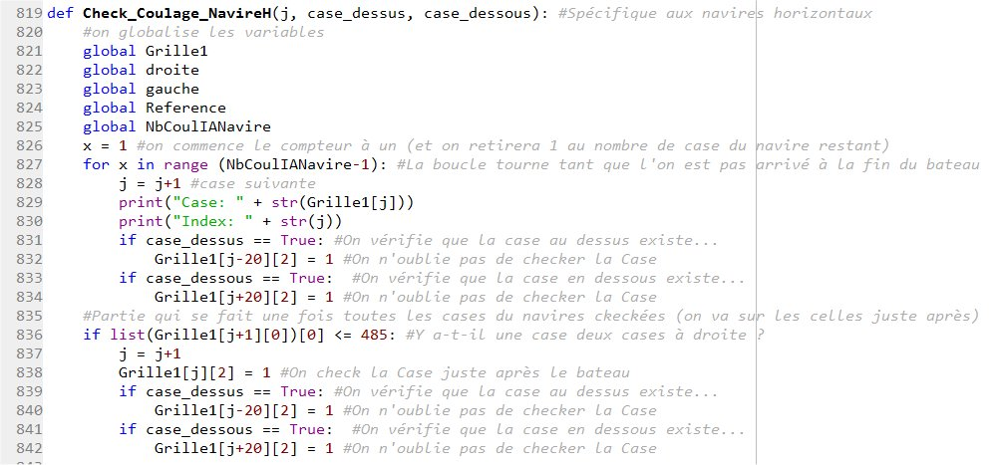 819 def Check_Coulage_NavireH(j, case_dessus, case_dessous): #Spécifique aux navires horizontaux
820     #on globalise les variables
821     global Grille1
822     global droite
823     global gauche
824     global Reference
825     global NbCoulIANavire
826     x = 1 #on commence le compteur à un (et on retirera 1 au nombre de case du navire restant)
827     for x in range (NbCoulIANavire-1): #La boucle tourne tant que l'on est pas arrivé à la fin du bateau
828         j = j+1 #case suivante
829         print("Case: " + str(Grille1[j]))
830         print("Index: " + str(j))
831         if case_dessus == True: #On vérifie que la case au dessus existe...
832             Grille1[j-20][2] = 1 #On n'oublie pas de checker la Case
833         if case_dessous == True:  #On vérifie que la case en dessous existe...
834             Grille1[j+20][2] = 1 #On n'oublie pas de checker la Case
835     #Partie qui se fait une fois toutes les cases du navires ckeckées (on va sur les celles juste après)
836     if list(Grille1[j+1][0])[0] <= 485: #Y a-t-il une case deux cases à droite ?
837         j = j+1
838         Grille1[j][2] = 1 #On check la Case juste après le bateau
839         if case_dessus == True: #On vérifie que la case au dessus existe...
840             Grille1[j-20][2] = 1 #On n'oublie pas de checker la Case
841         if case_dessous == True:  #On vérifie que la case en dessous existe...
842             Grille1[j+20][2] = 1 #On n'oublie pas de checker la Case